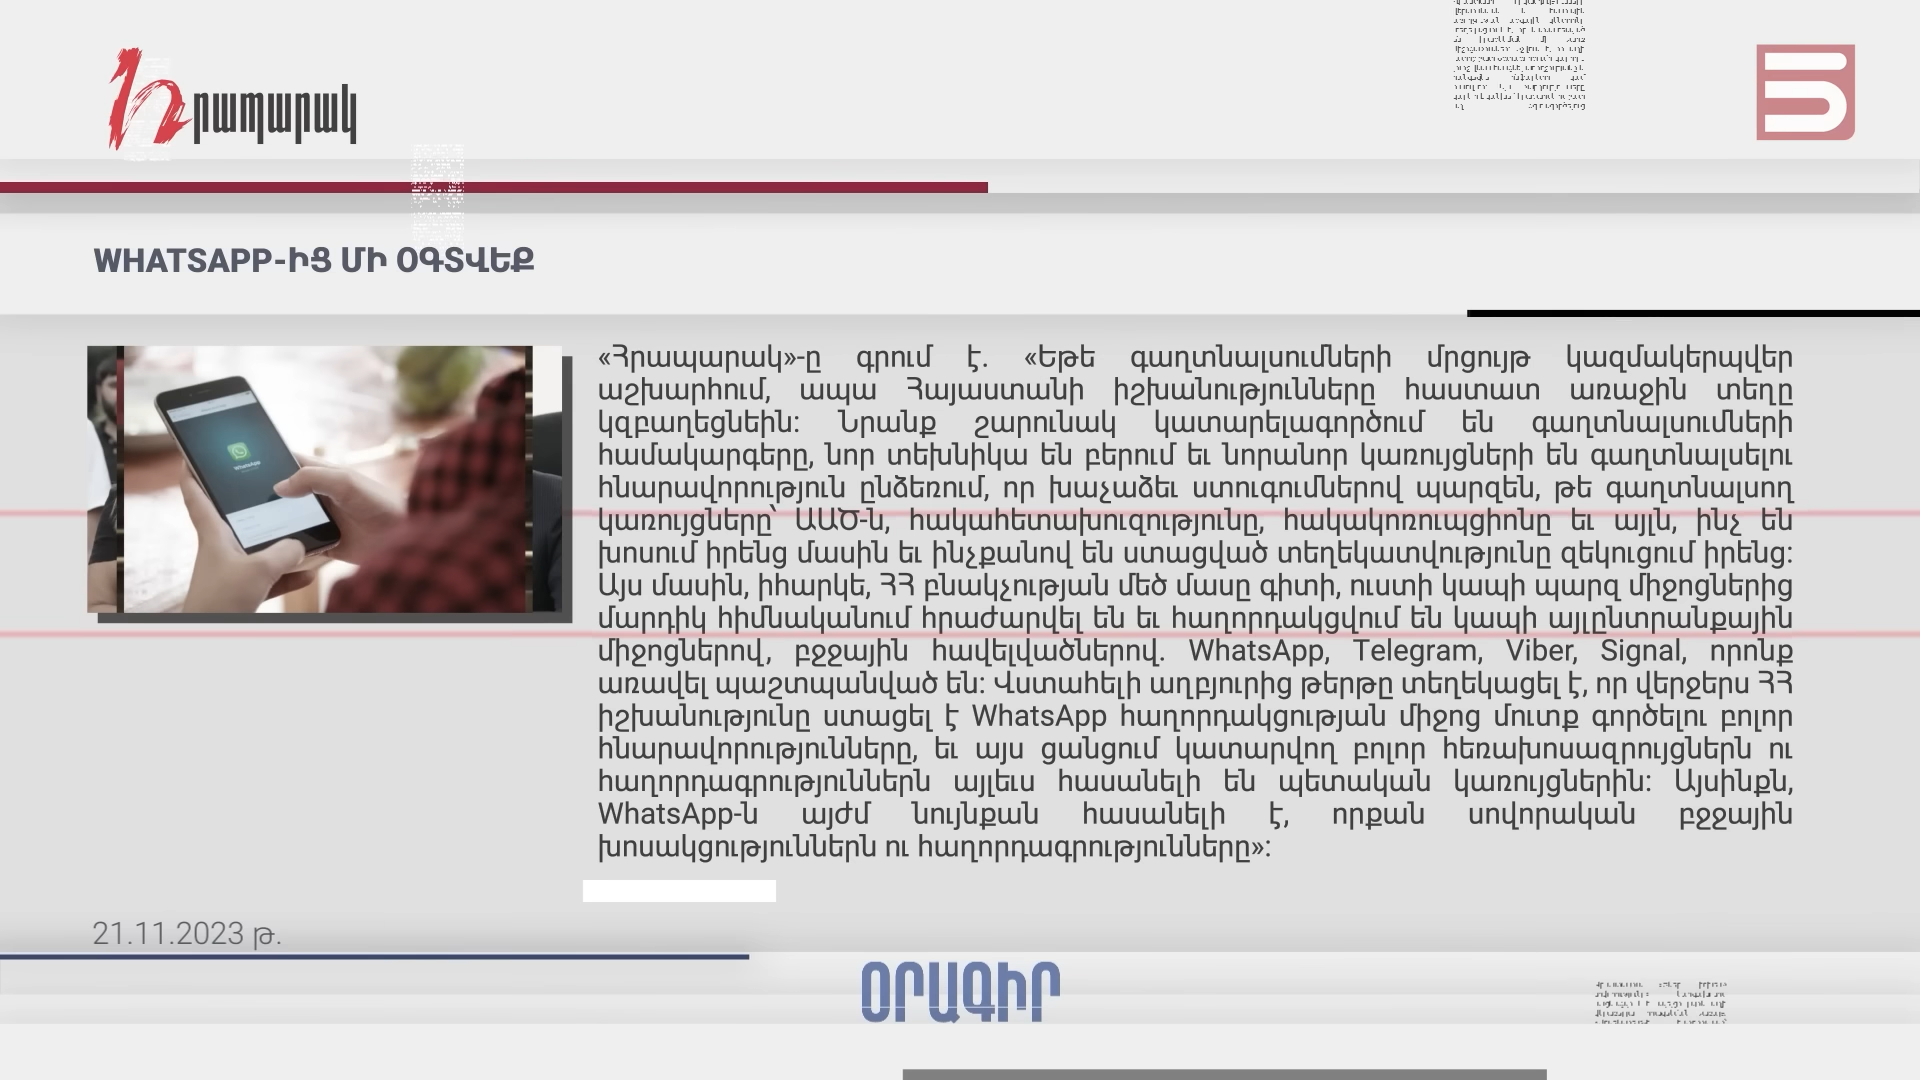 Հրապարակ
5
WHATSAPP-ԻՑ ՄԻ ՕԳՏՎԵՔ
«Հրապարակ»-ը գրում է. «Եթե գաղտնալսումների մրցույթ կազմակերպվեր
աշխարհում, ապա Հայաստանի իշխանությունները հաստատ առաջին տեղը
կզբաղեցնեին: Նրանք շարունակ կատարելագործում են գաղտնալսումների
համակարգերը, նոր տեխնիկա են բերում եւ նորանոր կառույցների են գաղտնալսելու
հնարավորություն ընձեռում, որ խաչաձեւ ստուգումներով պարզեն, թե գաղտնալսող
կառույցները՝ ԱԱԾ-ն, հակահետախուզությունը, հակակոռուպցիոնը եւ այլն, ինչ են
խոսում իրենց մասին եւ ինչքանով են ստացված տեղեկատվությունը զեկուցում իրենց:
Այս մասին, իհարկե, ՀՀ բնակչության մեծ մասը գիտի, ուստի կապի պարզ միջոցներից
մարդիկ հիմնականում հրաժարվել են եւ հաղորդակցվում են կապի այլընտրանքային
միջոցներով, բջջային հավելվածներով. WhatsApp, Telegram, Viber, Signal, որոնք
առավել պաշտպանված են: Վստահելի աղբյուրից թերթը տեղեկացել է, որ վերջերս ՀՀ
իշխանությունը ստացել է WhatsApp հաղորդակցության միջոց մուտք գործելու բոլոր
հնարավորությունները, եւ այս ցանցում կատարվող բոլոր հեռախոսազրույցներն ու
հաղորդագրություններն այլեւս հասանելի են պետական կառույցներին: Այսինքն,
WhatsApp-ն այժմ նույնքան հասանելի է, որքան սովորական բջջային
խոսակցություններն ու հաղորդագրությունները»:
21.11.2023 թ.
ՕՐԱԳԻՐ